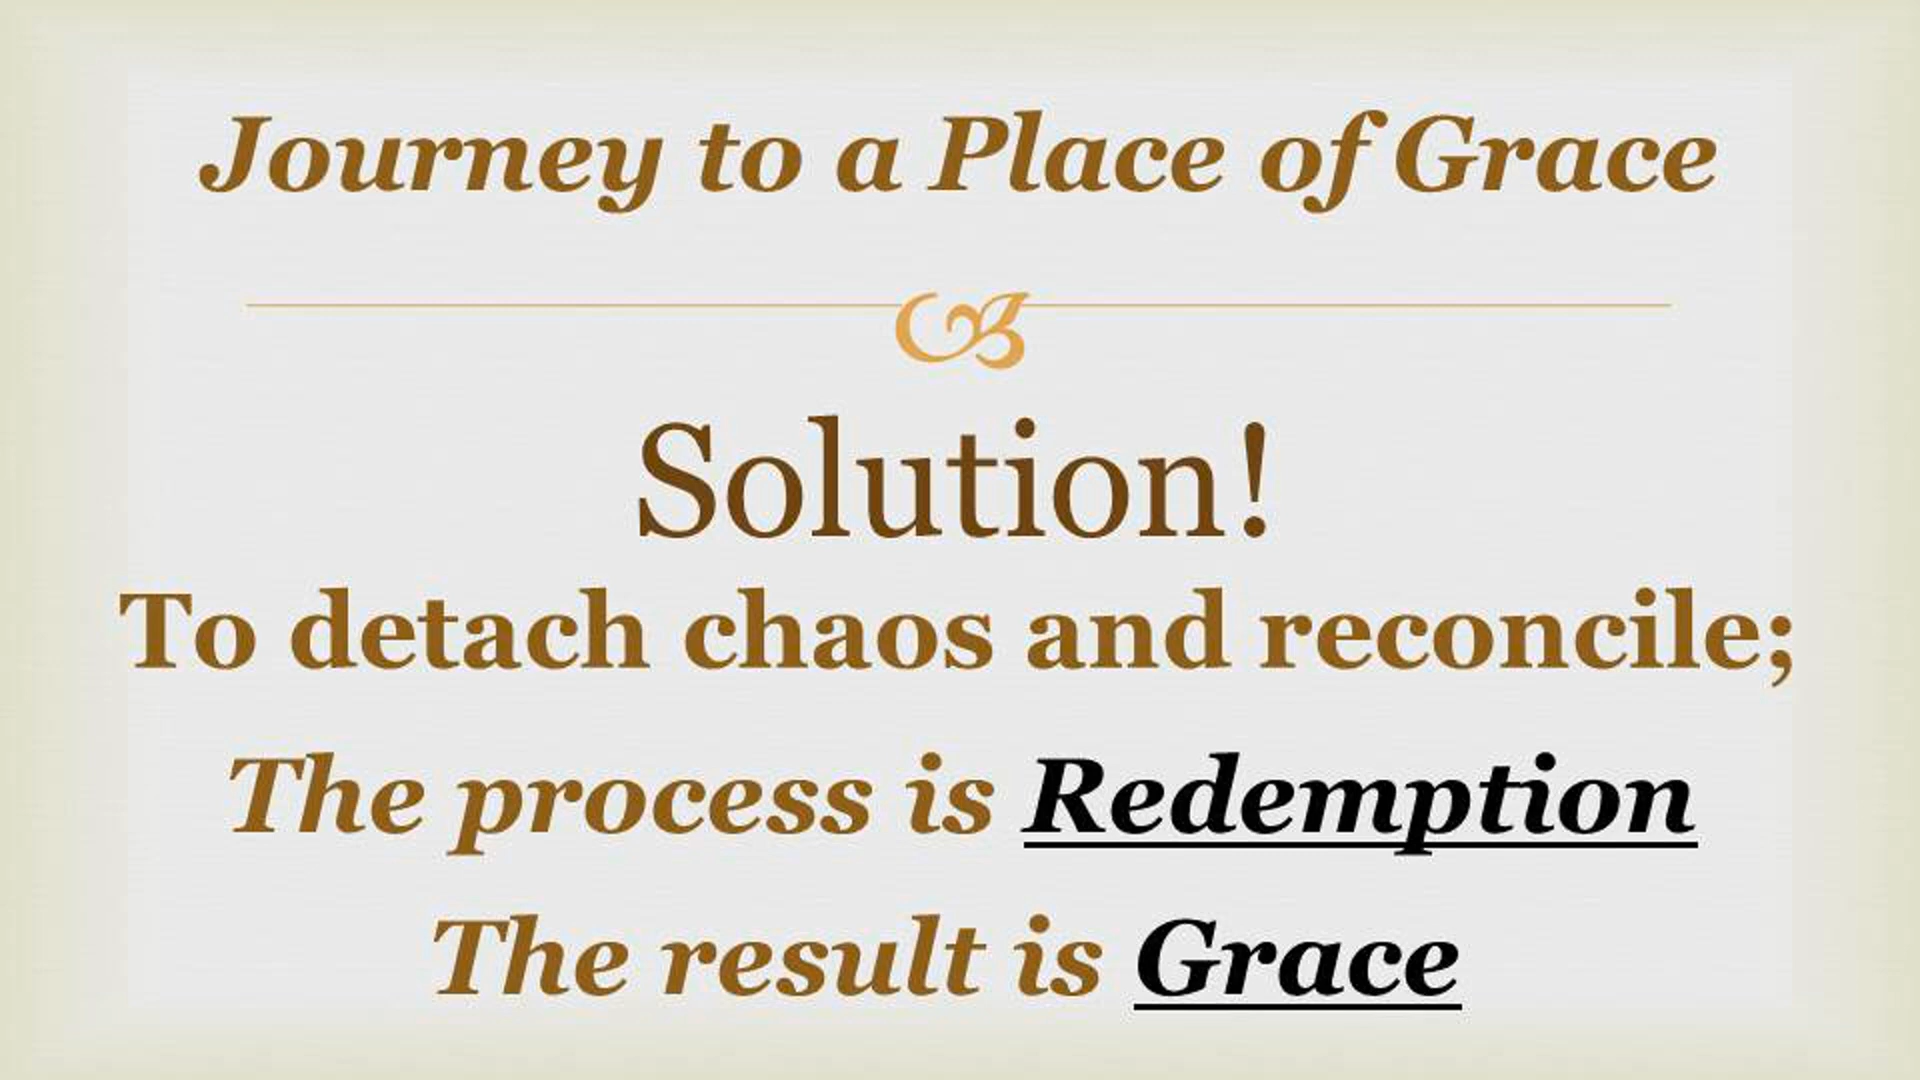 Journey to a Place of Grace
Solution!
To detach chaos and reconcile;
The process is Redemption
The result is Grace